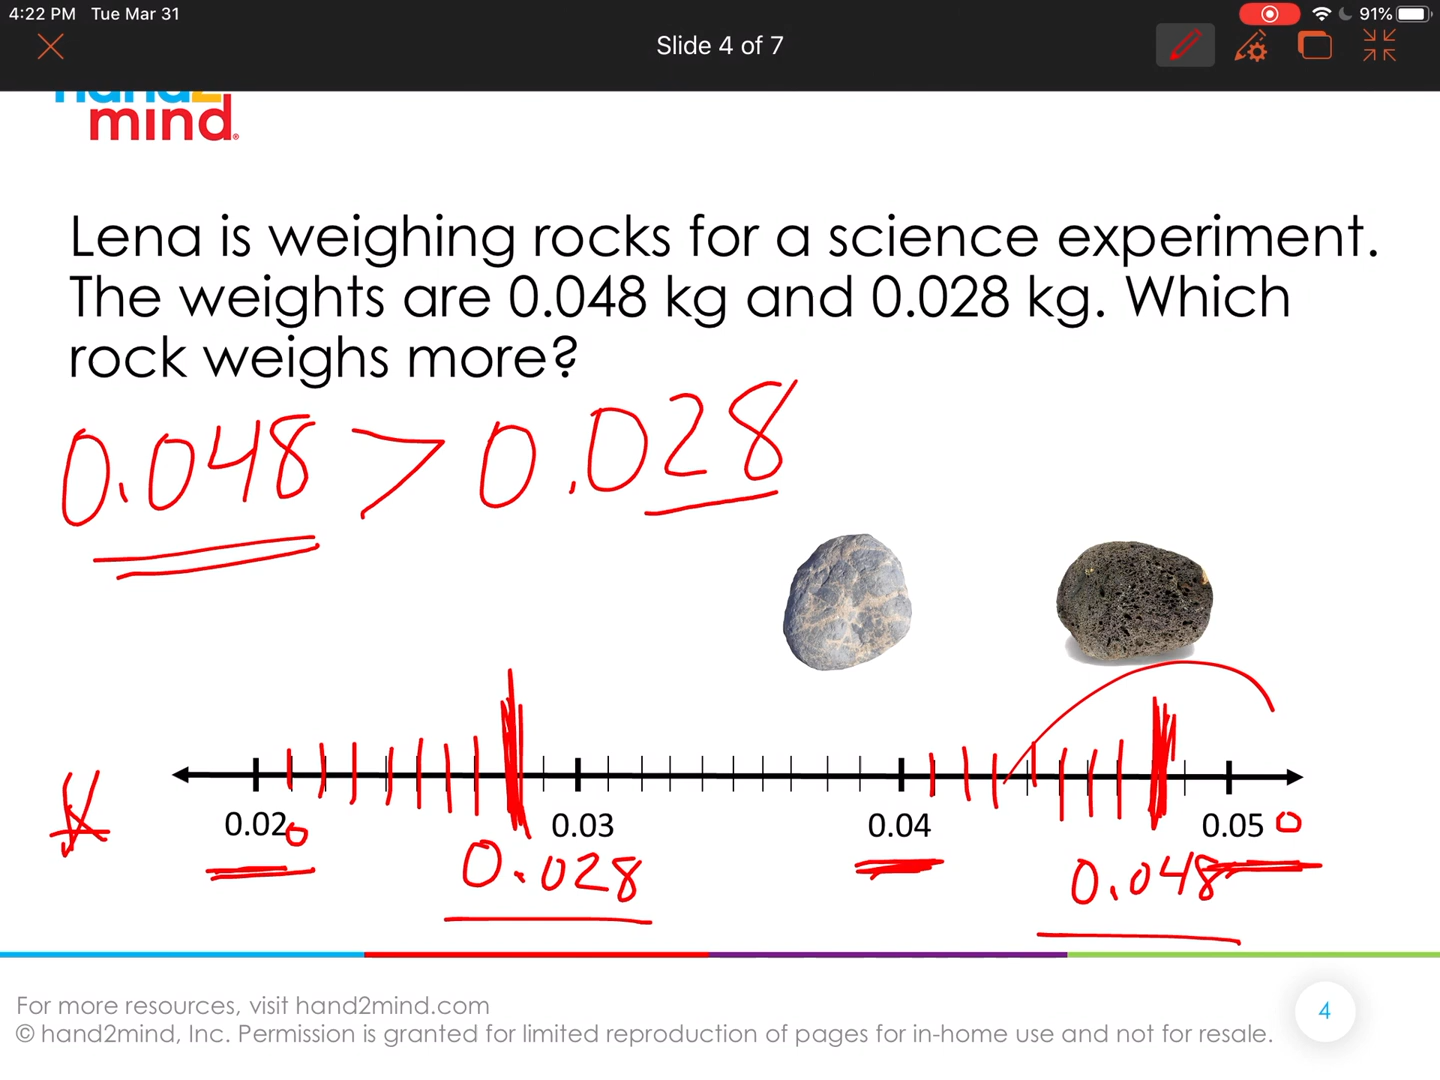 4:22 PM Tue Mar 31 91%
Slide 4 of 7
hand2
mind®
Lena is weighing rocks for a science experiment.
The weights are 0.048 kg and 0.028 kg. Which
rock weighs more?
0.048 > 0.028
0.020 0.03 0.04 0.050
0.028 0.048
For more resources, visit hand2mind.com
© hand2mind, Inc. Permission is granted for limited reproduction of pages for in-home use and not for resale.
4